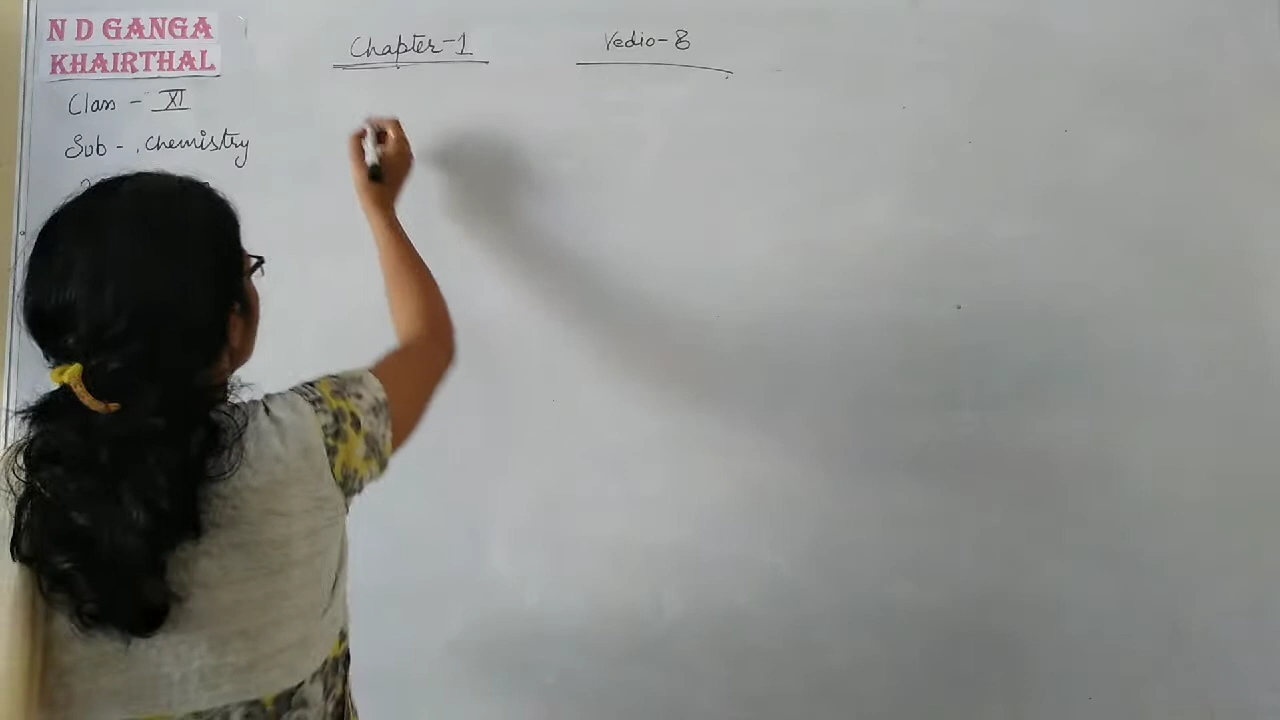 N D GANGA
KHAIRTHAL
Chapter-1
Vedio-8
Class - XI
Sub - Chemistry